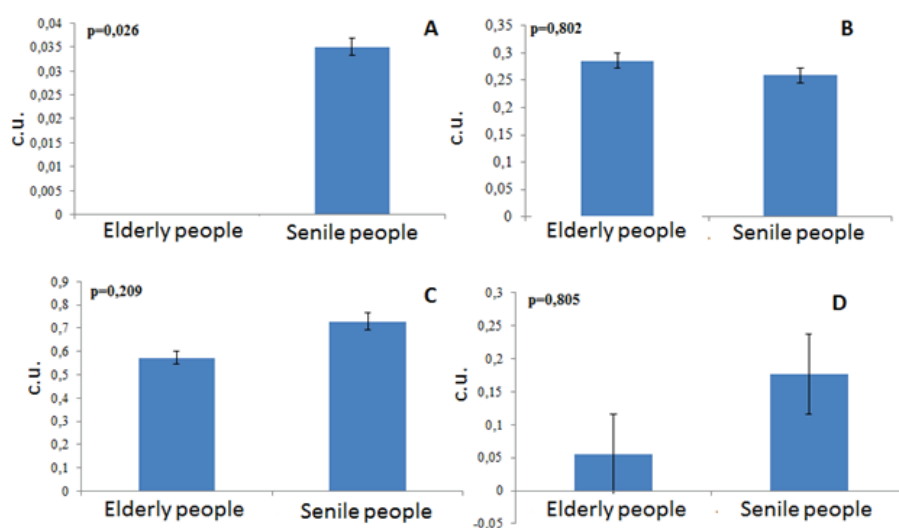 p=0,026
A
0,04
0,035
0,03
0,025
0,02
0,015
0,01
0,005
0
c.u.
Elderly people
Senile people
p=0,802
B
0,35
0,3
0,25
0,2
0,15
0,1
0,05
0
c.u.
Elderly people
Senile people
p=0,209
C
0,9
0,8
0,7
0,6
0,5
0,4
0,3
0,2
0,1
0
c.u.
Elderly people
Senile people
p=0,805
D
0,3
0,25
0,2
0,15
0,1
0,05
0
-0,05
c.u.
Elderly people
Senile people